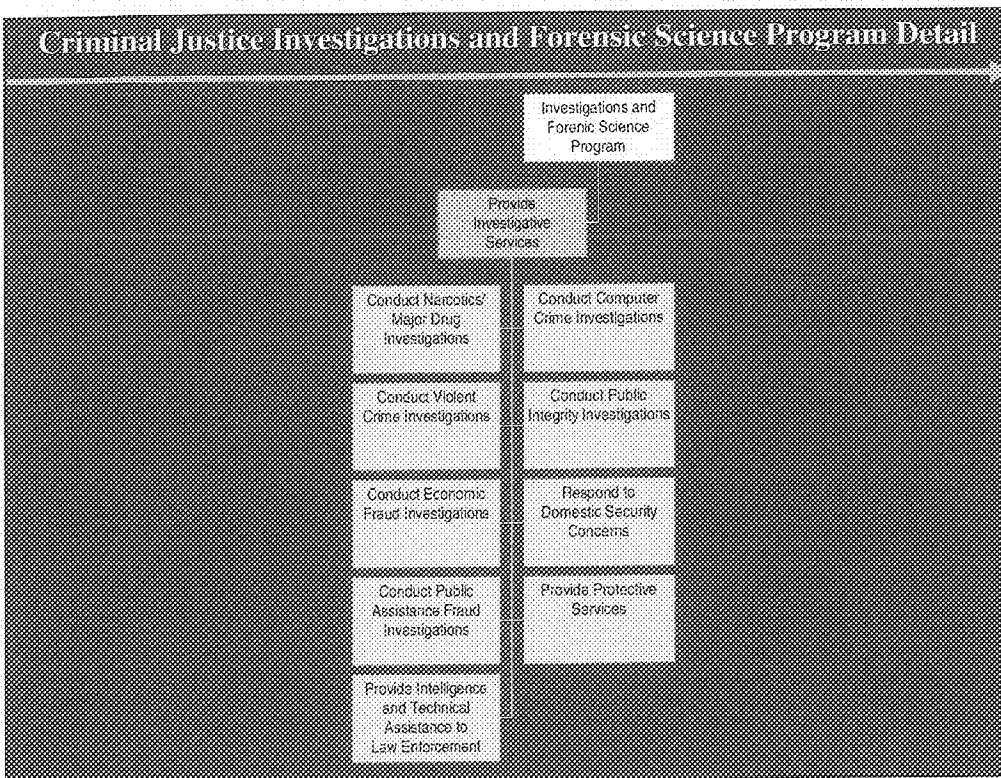 Criminal Justice Investigations and Forensic Science Program Detail
Investigations and
Forenic Science
Program
Provide
Investigative
Services
Conduct Narcotics/
Major Drug
Investigations
Conduct Computer
Crime Investigations
Conduct Violent
Crime Investigations
Conduct Public
Integrity Investigations
Conduct Economic
Fraud Investigations
Respond to
Domestic Security
Concerns
Conduct Public
Assistance Fraud
Investigations
Provide Protective
Services
Provide Intelligence
and Technical
Assistance to
Law Enforcement